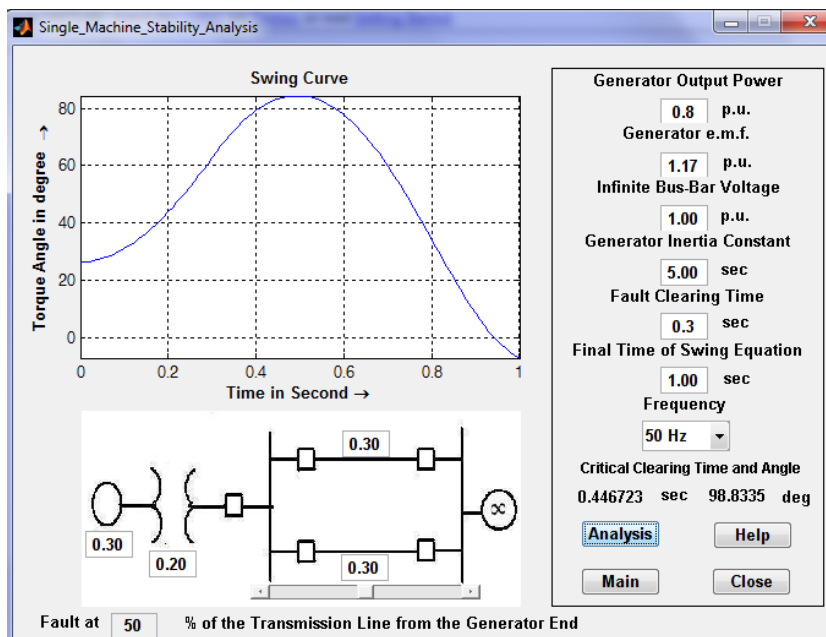 Single_Machine_Stability_Analysis
Swing Curve
Torque Angle in degree →
80
60
40
20
0
0 0.2 0.4 0.6 0.8 1
Time in Second →
0.30
0.30
0.20
0.30
∞
Fault at 50 % of the Transmission Line from the Generator End
Generator Output Power
0.8 p.u.
Generator e.m.f.
1.17 p.u.
Infinite Bus-Bar Voltage
1.00 p.u.
Generator Inertia Constant
5.00 sec
Fault Clearing Time
0.3 sec
Final Time of Swing Equation
1.00 sec
Frequency
50 Hz
Critical Clearing Time and Angle
0.446723 sec 98.8335 deg
Analysis Help
Main Close